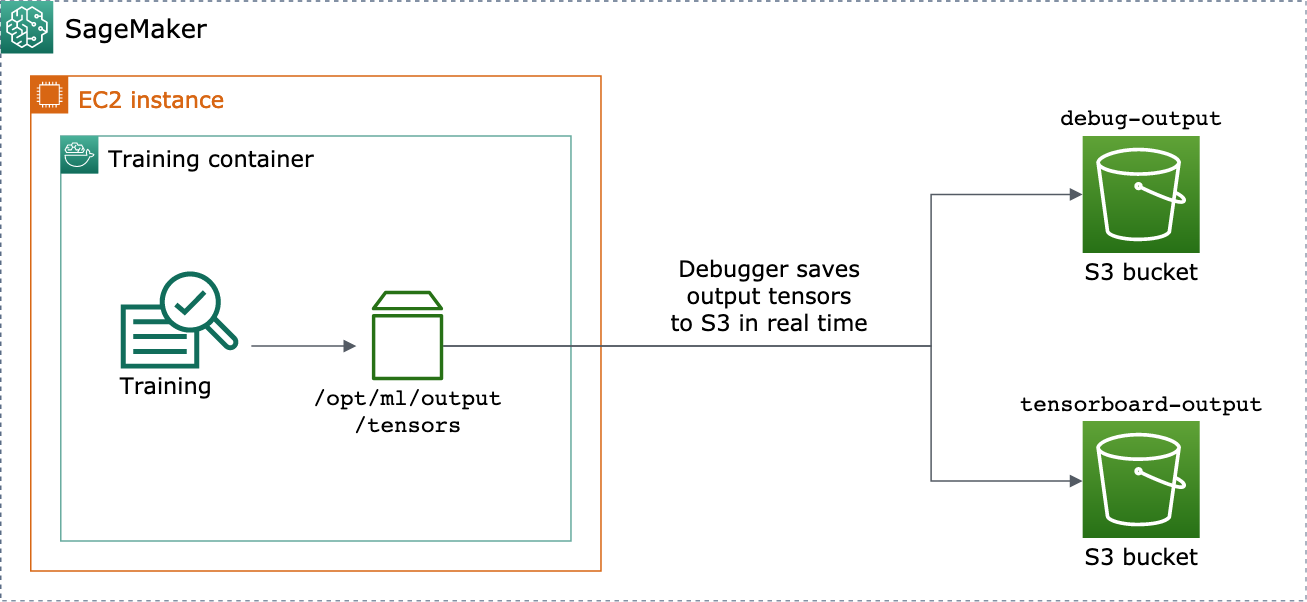 SageMaker
EC2 instance
Training container
Training
/opt/ml/output
/tensors
Debugger saves
output tensors
to S3 in real time
debug-output
S3 bucket
tensorboard-output
S3 bucket